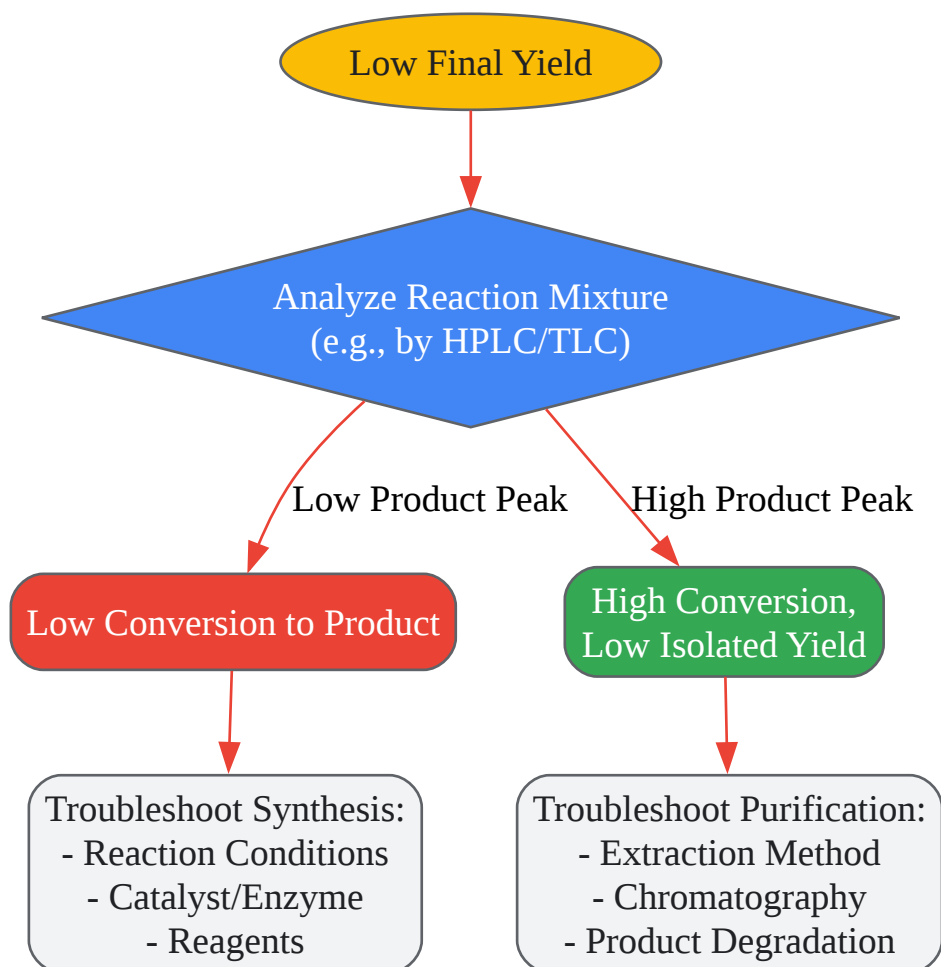 Low Final Yield
Analyze Reaction Mixture
(e.g., by HPLC/TLC)
Low Product Peak
High Product Peak
Low Conversion to Product
High Conversion,
Low Isolated Yield
Troubleshoot Synthesis:
- Reaction Conditions
- Catalyst/Enzyme
- Reagents
Troubleshoot Purification:
- Extraction Method
- Chromatography
- Product Degradation